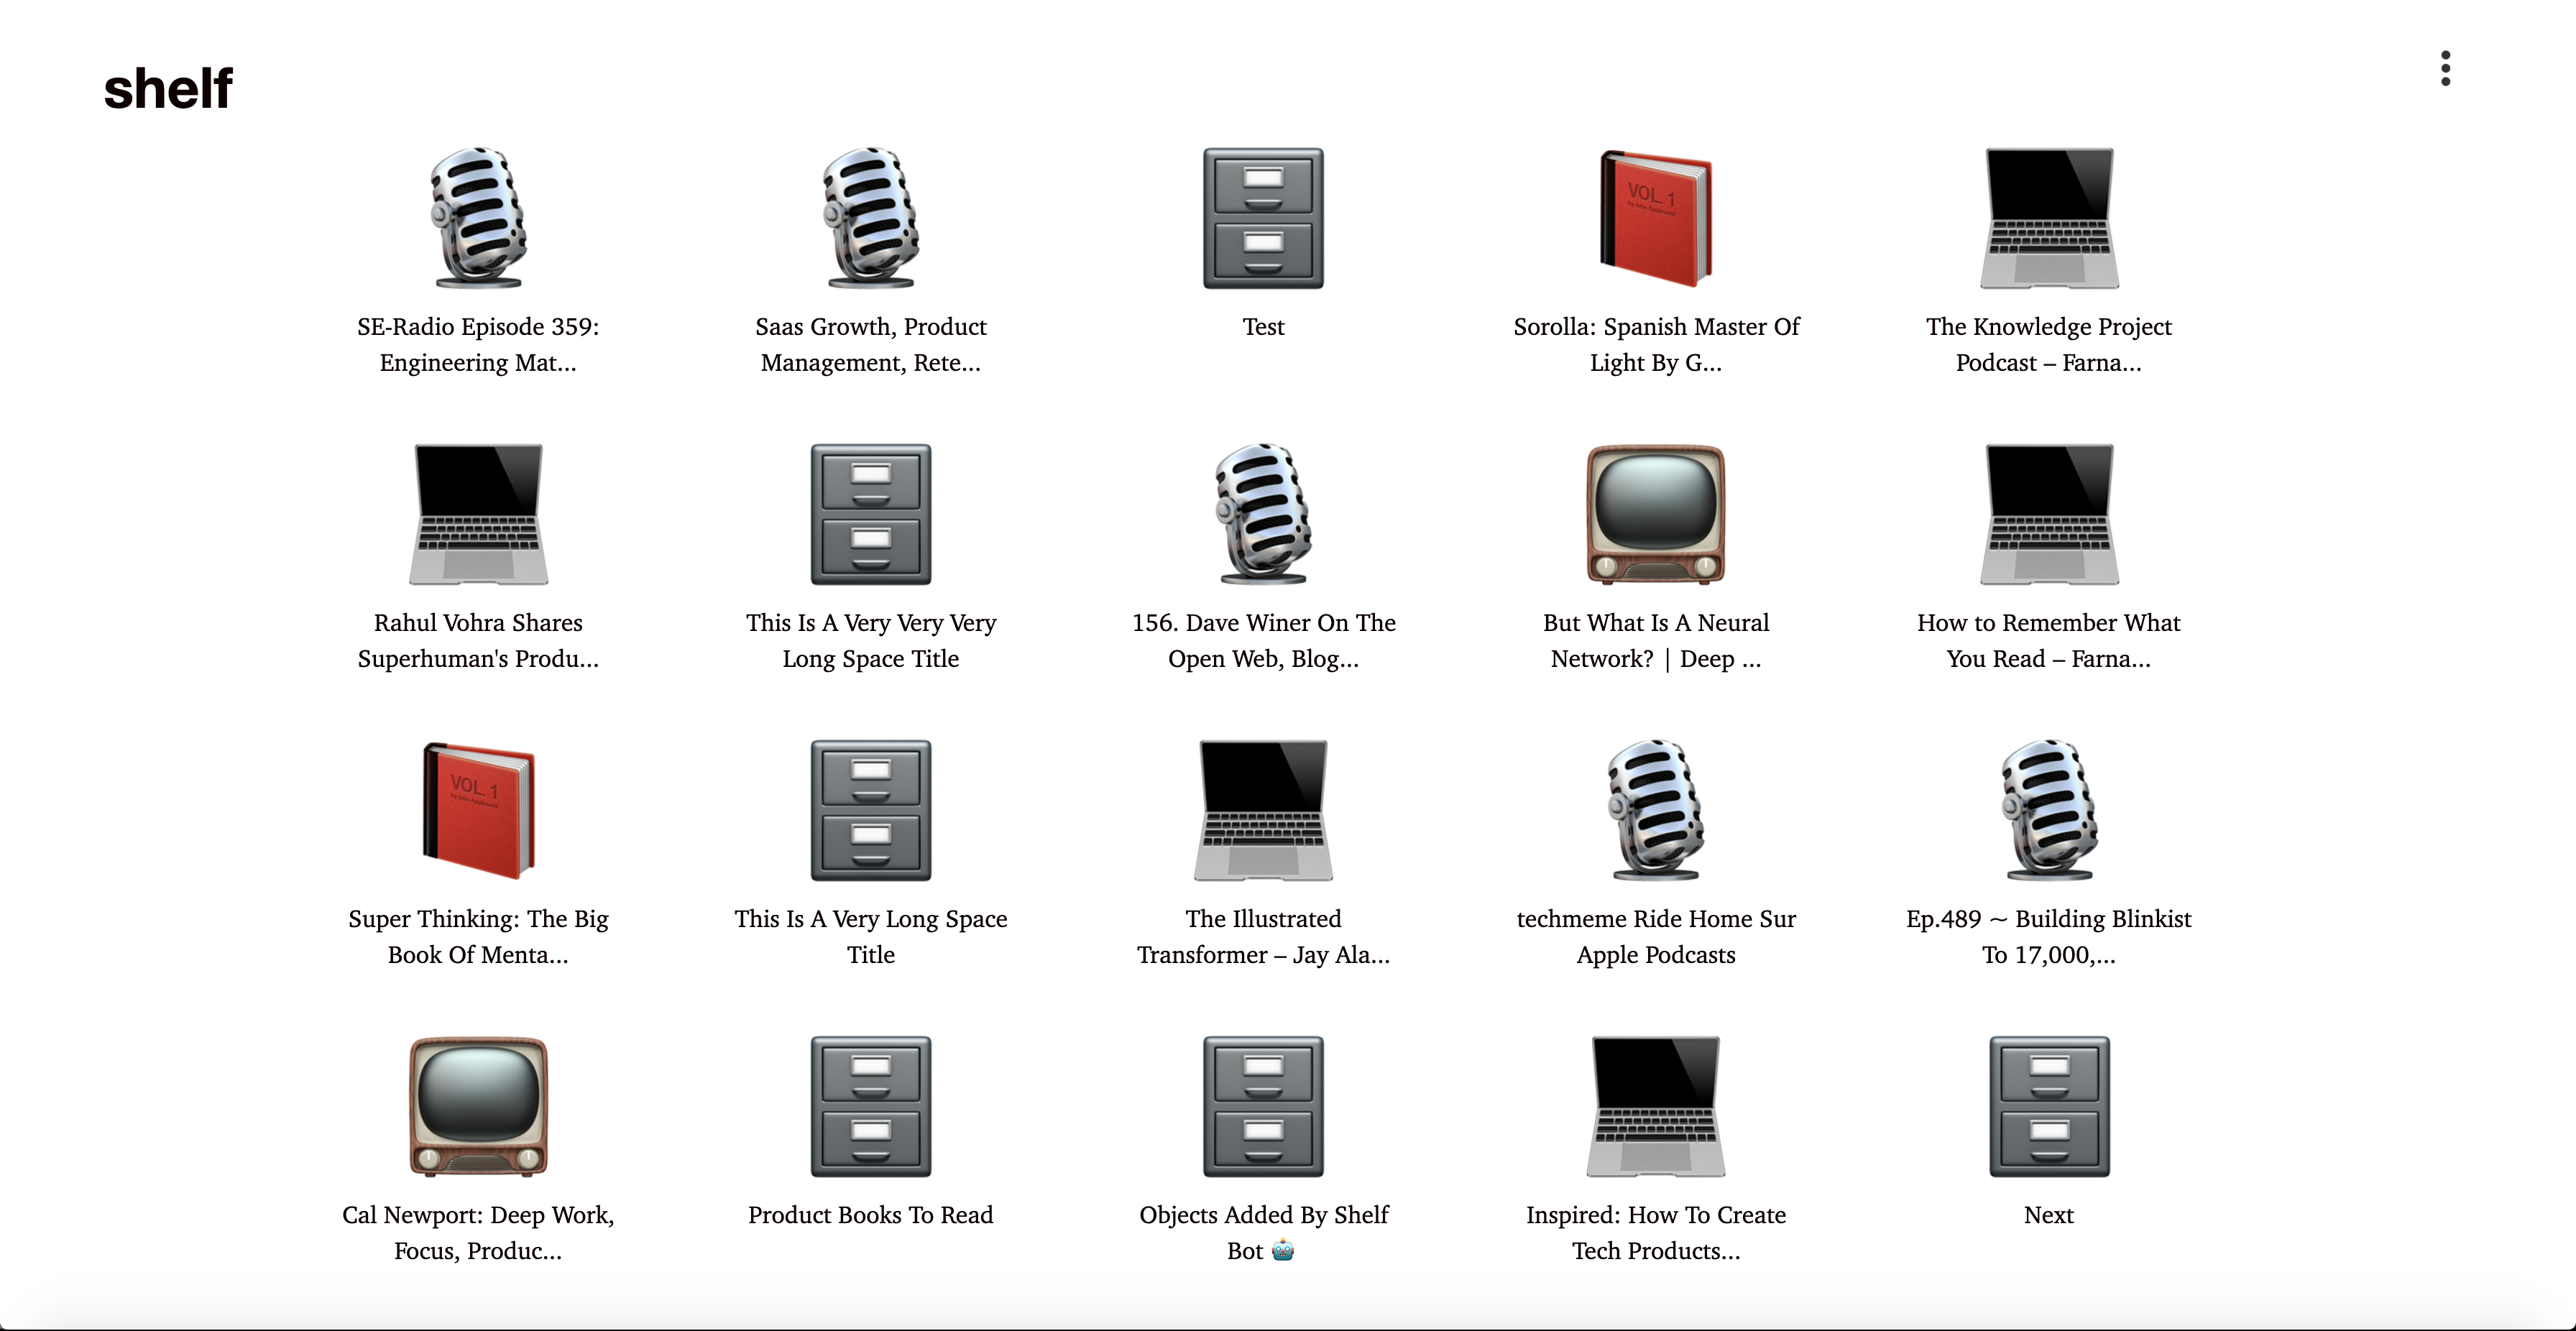 shelf
SE-Radio Episode 359:
Engineering Mat...
Saas Growth, Product
Management, Rete...
Test
VOL. 1
by John Appleseed
Sorolla: Spanish Master Of
Light By G...
The Knowledge Project
Podcast – Farna...
Rahul Vohra Shares
Superhuman's Produ...
This Is A Very Very Very
Long Space Title
156. Dave Winer On The
Open Web, Blog...
But What Is A Neural
Network? | Deep ...
How to Remember What
You Read – Farna...
VOL. 1
by John Appleseed
Super Thinking: The Big
Book Of Menta...
This Is A Very Long Space
Title
The Illustrated
Transformer – Jay Ala...
techmeme Ride Home Sur
Apple Podcasts
Ep.489 ~ Building Blinkist
To 17,000,...
Cal Newport: Deep Work,
Focus, Produc...
Product Books To Read
Objects Added By Shelf
Bot 🤖
Inspired: How To Create
Tech Products...
Next